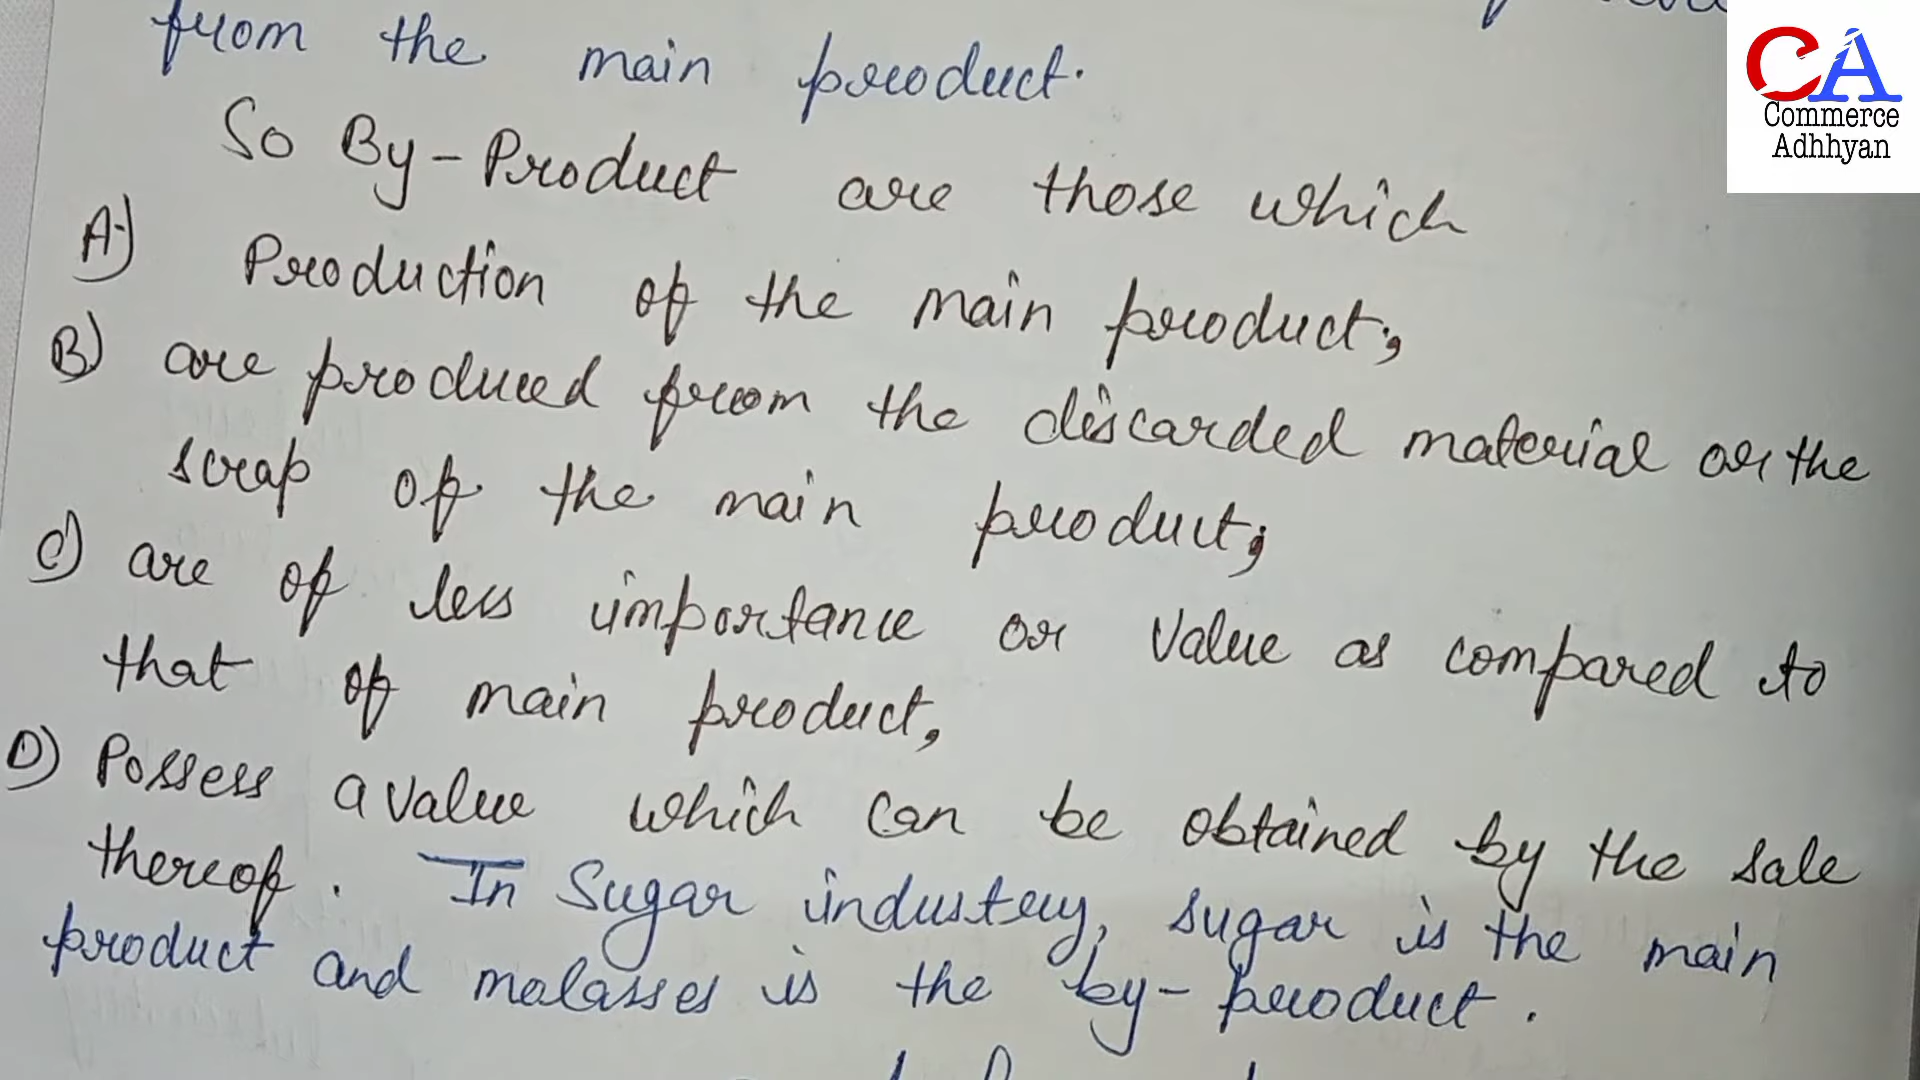 from the main product.
CA
Commerce
Adhhyan
So By-Product are those which
A) Production of the main product;
B) are produced from the discarded material or the
scrap of the main product;
C) are of less importance or value as compared to
that of main product,
D) Possess a value which can be obtained by the sale
thereof. In Sugar industry, sugar is the main
product and molasses is the by-product.